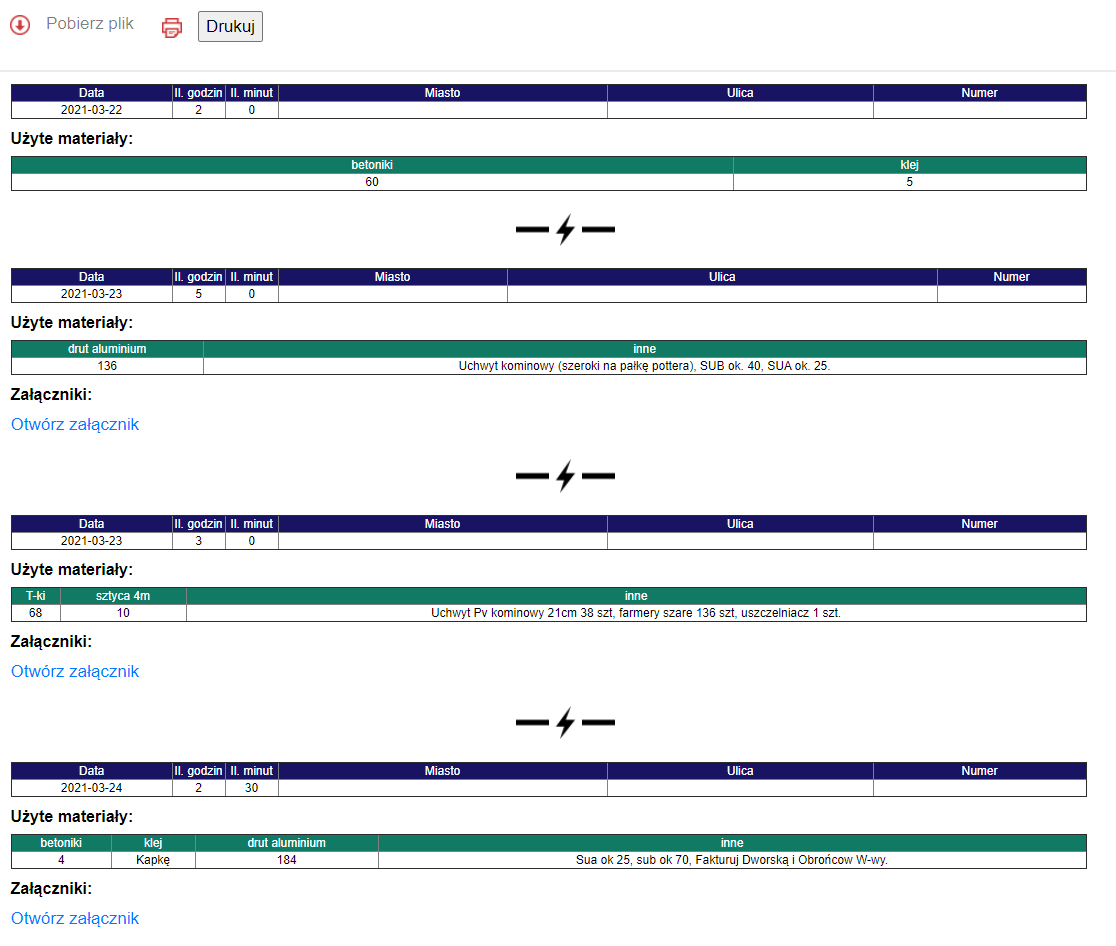 Pobierz plik Drukuj
Data Il. godzin Il. minut Miasto Ulica Numer
2021-03-22 2 0
Użyte materiały:
betoniki klej
60 5
Data Il. godzin Il. minut Miasto Ulica Numer
2021-03-23 5 0
Użyte materiały:
drut aluminium inne
136 Uchwyt kominowy (szeroki na pałkę pottera), SUB ok. 40, SUA ok. 25.
Załączniki:
Otwórz załącznik
Data Il. godzin Il. minut Miasto Ulica Numer
2021-03-23 3 0
Użyte materiały:
T-ki sztyca 4m inne
68 10 Uchwyt Pv kominowy 21cm 38 szt, farmery szare 136 szt, uszczelniacz 1 szt.
Załączniki:
Otwórz załącznik
Data Il. godzin Il. minut Miasto Ulica Numer
2021-03-24 2 30
Użyte materiały:
betoniki klej drut aluminium inne
4 Kapkę 184 Sua ok 25, sub ok 70, Fakturuj Dworską i Obrońcow W-wy.
Załączniki:
Otwórz załącznik